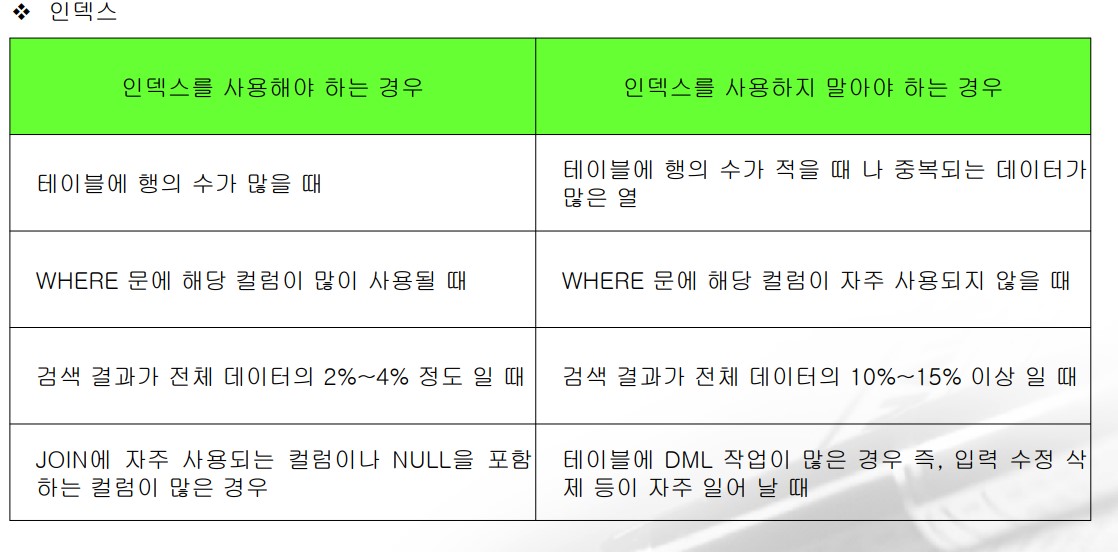 ❖ 인덱스
인덱스를 사용해야 하는 경우
인덱스를 사용하지 말아야 하는 경우
테이블에 행의 수가 많을 때
테이블에 행의 수가 적을 때 나 중복되는 데이터가
많은 열
WHERE 문에 해당 컬럼이 많이 사용될 때
WHERE 문에 해당 컬럼이 자주 사용되지 않을 때
검색 결과가 전체 데이터의 2%~4% 정도 일 때
검색 결과가 전체 데이터의 10%~15% 이상 일 때
JOIN에 자주 사용되는 컬럼이나 NULL을 포함
하는 컬럼이 많은 경우
테이블에 DML 작업이 많은 경우 즉, 입력 수정 삭
제 등이 자주 일어 날 때